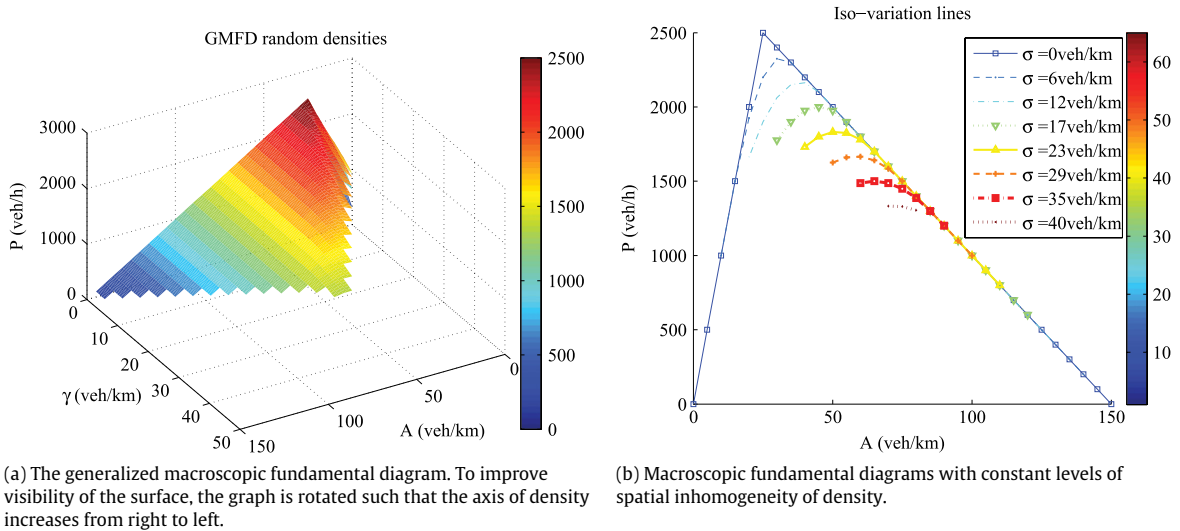 GMFD random densities
3000
2000
1000
0
P (veh/h)
0
10
20
30
40
50
γ (veh/km)
150
100
50
0
A (veh/km)
2500
2000
1500
1000
500
0
(a) The generalized macroscopic fundamental diagram. To improve
visibility of the surface, the graph is rotated such that the axis of density
increases from right to left.
Iso−variation lines
2500
2000
1500
1000
500
0
P (veh/h)
0
50
100
150
A (veh/km)
σ =0veh/km
σ =6veh/km
σ =12veh/km
σ =17veh/km
σ =23veh/km
σ =29veh/km
σ =35veh/km
σ =40veh/km
60
50
40
30
20
10
(b) Macroscopic fundamental diagrams with constant levels of
spatial inhomogeneity of density.